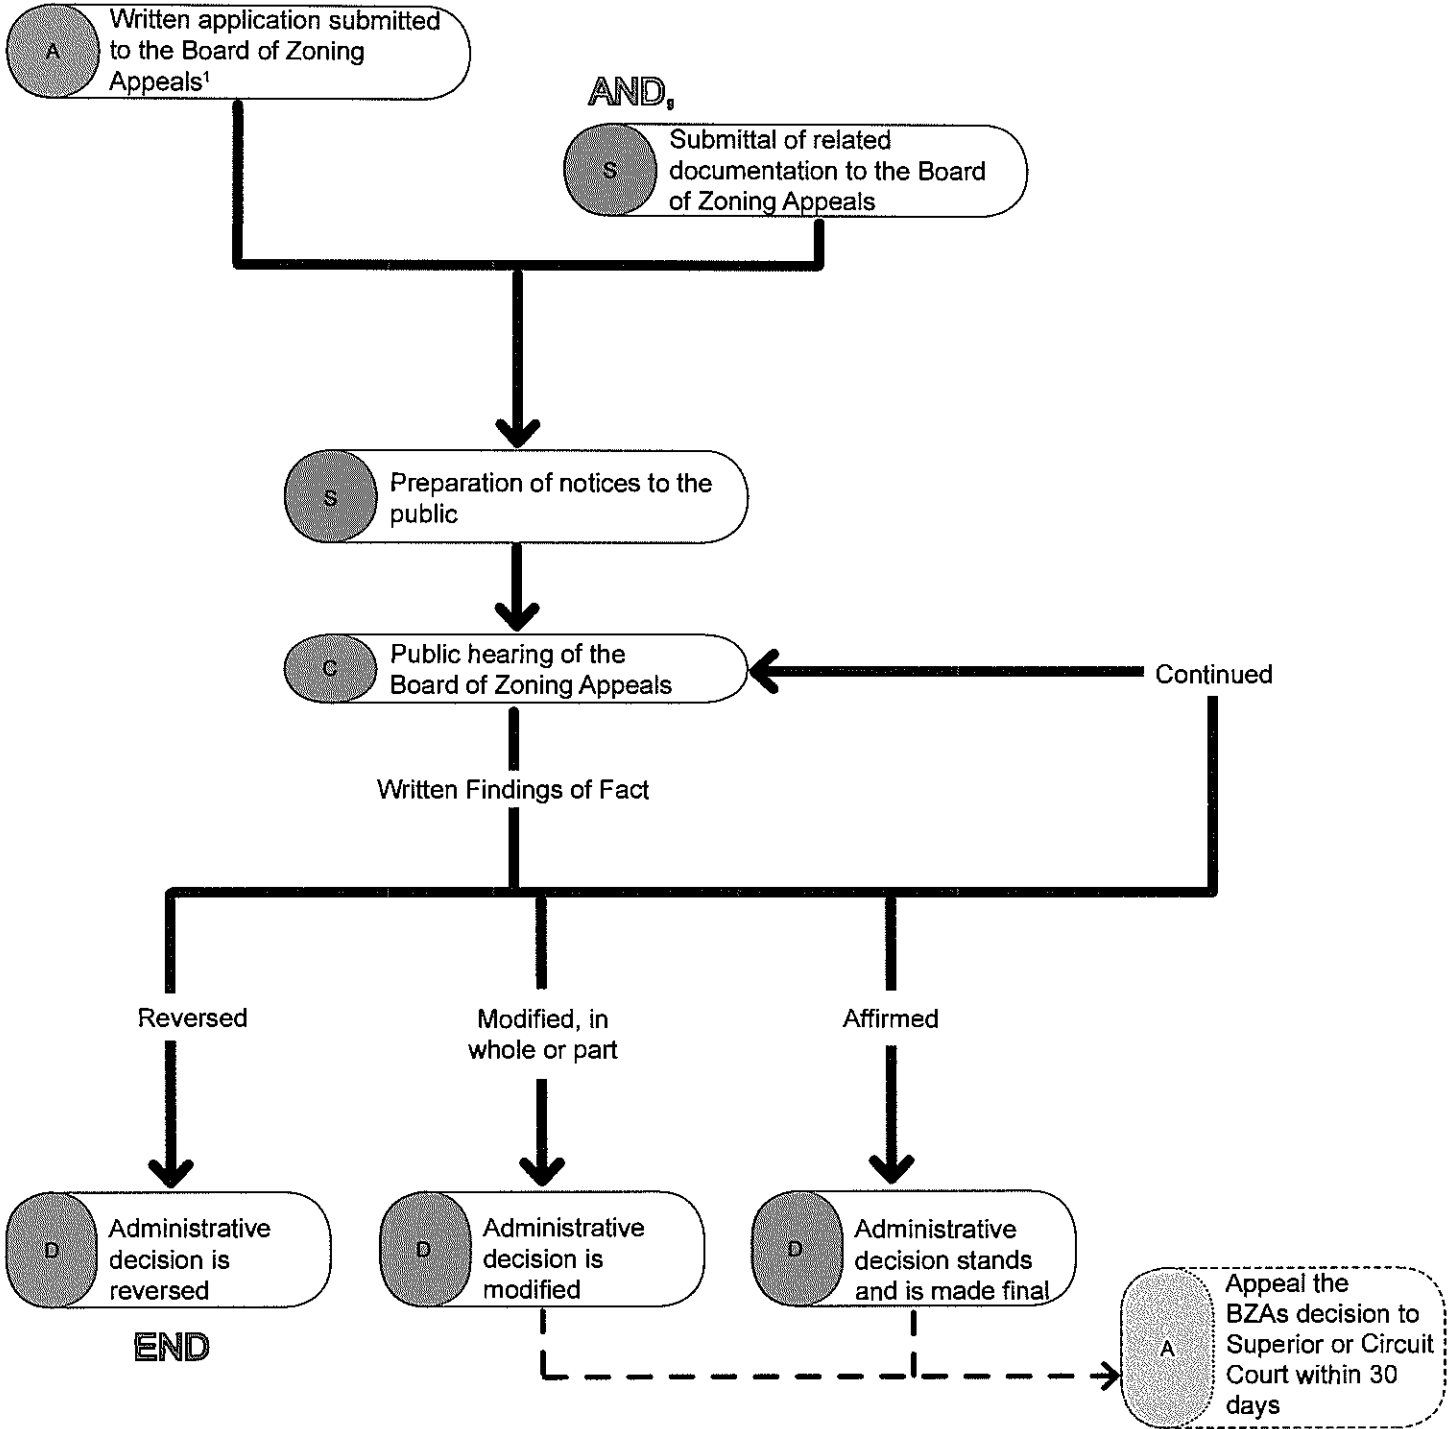 A
Written application submitted
to the Board of Zoning
Appeals¹
AND,
S
Submittal of related
documentation to the Board
of Zoning Appeals
S
Preparation of notices to the
public
C
Public hearing of the
Board of Zoning Appeals
Continued
Written Findings of Fact
Reversed
Modified, in
whole or part
Affirmed
D
Administrative
decision is
reversed
END
D
Administrative
decision is
modified
D
Administrative
decision stands
and is made final
A
Appeal the
BZAs decision to
Superior or Circuit
Court within 30
days